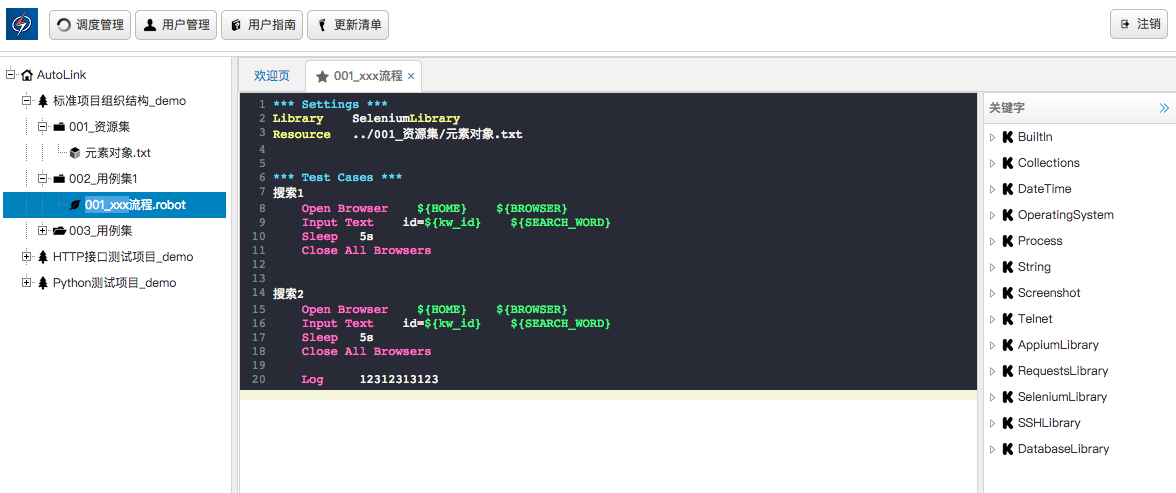 调度管理 用户管理 用户指南 更新清单 注销
AutoLink
标准项目组织结构_demo
001_资源集
元素对象.txt
002_用例集1
001_xxx流程.robot
003_用例集
HTTP接口测试项目_demo
Python测试项目_demo
欢迎页 001_xxx流程 ×
1 *** Settings ***
2 Library    SeleniumLibrary
3 Resource   ../001_资源集/元素对象.txt
4
5
6 *** Test Cases ***
7 搜索1
8     Open Browser    ${HOME}    ${BROWSER}
9     Input Text    id=${kw_id}    ${SEARCH_WORD}
10     Sleep   5s
11     Close All Browsers
12
13
14 搜索2
15     Open Browser    ${HOME}    ${BROWSER}
16     Input Text    id=${kw_id}    ${SEARCH_WORD}
17     Sleep   5s
18     Close All Browsers
19
20     Log     12312313123
关键字
BuiltIn
Collections
DateTime
OperatingSystem
Process
String
Screenshot
Telnet
AppiumLibrary
RequestsLibrary
SeleniumLibrary
SSHLibrary
DatabaseLibrary